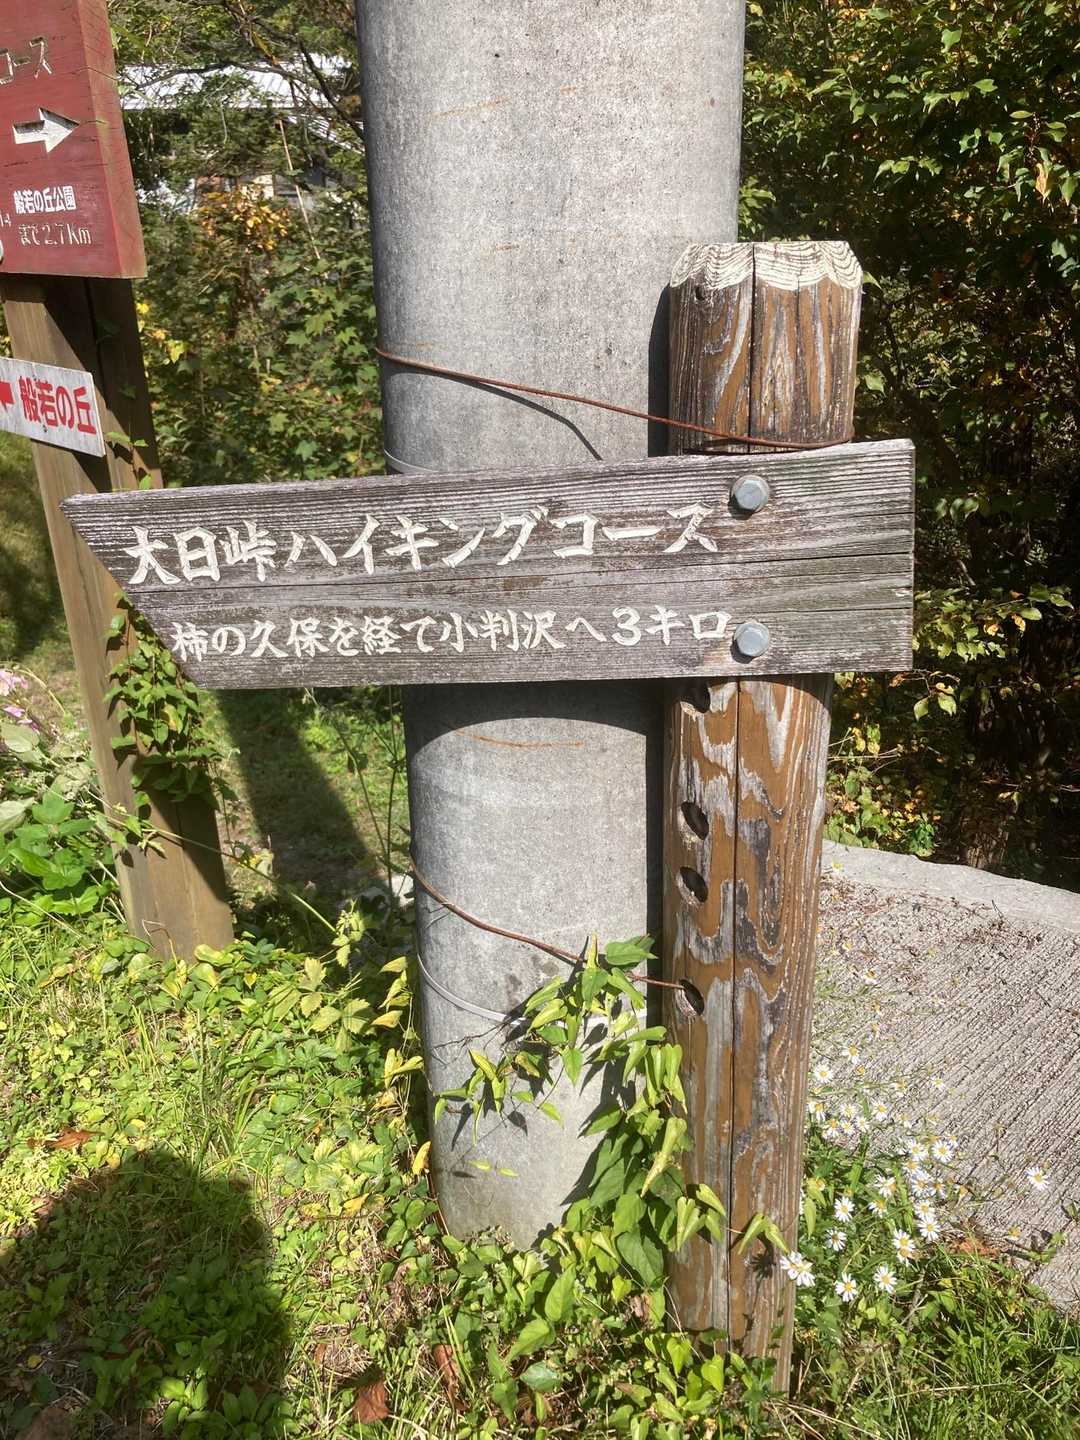 コース
般若の丘公園
まで2.7Km
般若の丘
大日峠ハイキングコース
柿の久保を経て小判沢へ3キロ